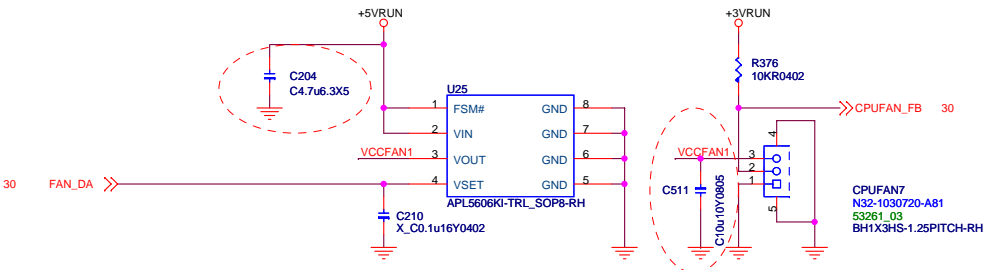 +5VRUN
+3VRUN
C204
C4.7u6.3X5
R376
10KR0402
U25
1 FSM# GND 8
2 VIN GND 7
3 VOUT GND 6
4 VSET GND 5
APL5606KI-TRL_SOP8-RH
VCCFAN1
30 FAN_DA
C210
X_C0.1u16Y0402
CPUFAN_FB 30
VCCFAN1
C511
C10u10Y0805
4
3
2
1
5
CPUFAN7
N32-1030720-A81
53261_03
BH1X3HS-1.25PITCH-RH